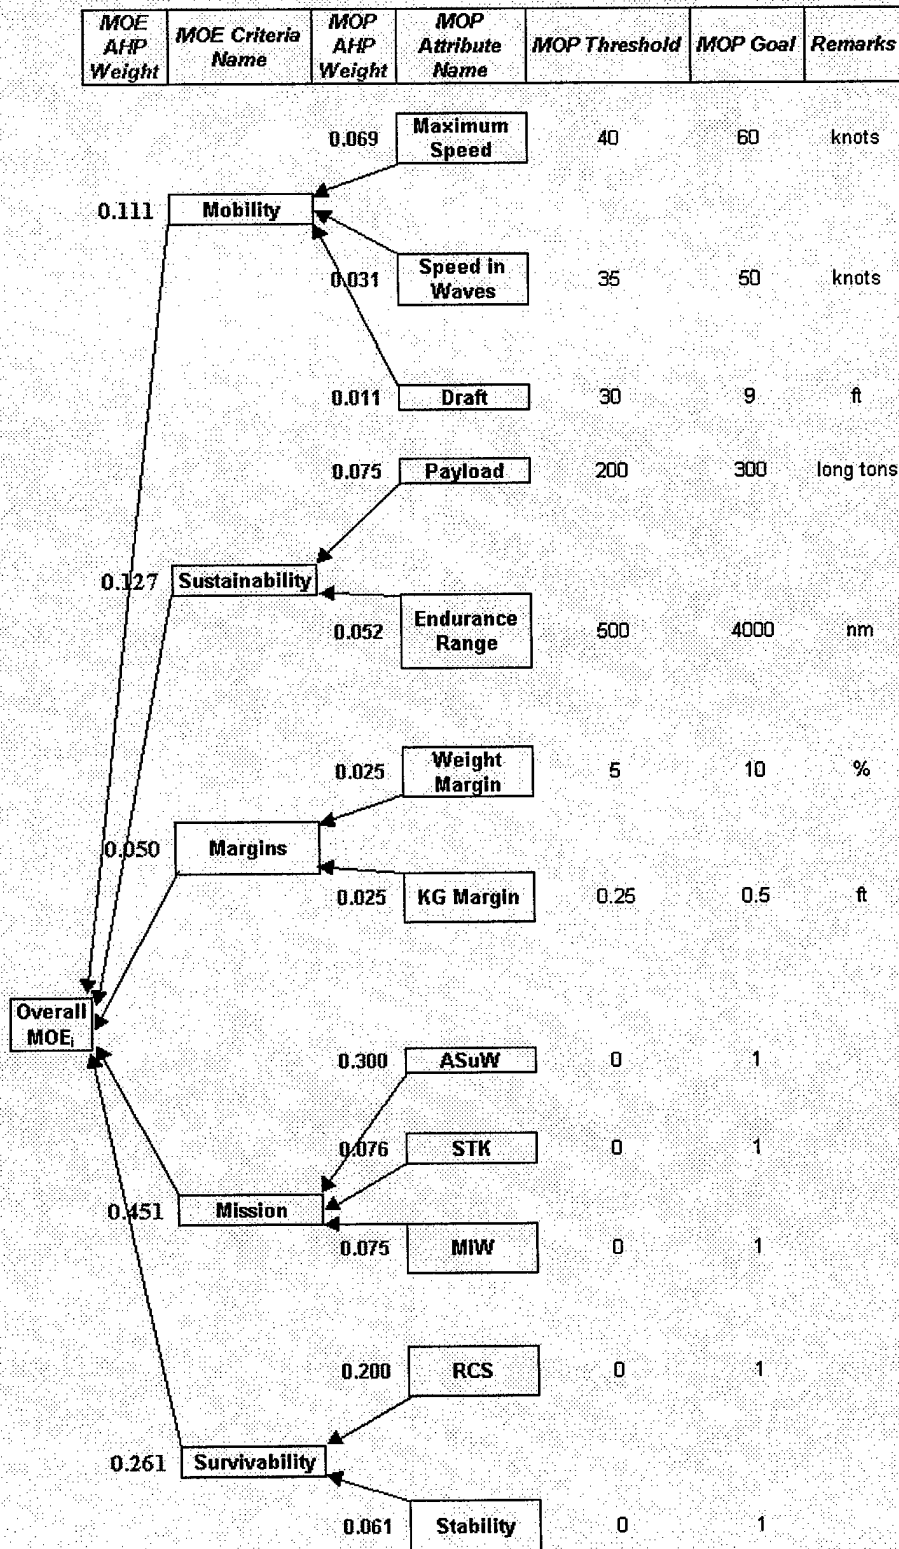 MOE AHP Weight
MOE Criteria Name
MOP AHP Weight
MOP Attribute Name
MOP Threshold
MOP Goal
Remarks
0.069 Maximum Speed 40 60 knots
0.111 Mobility
0.031 Speed in Waves 35 50 knots
0.011 Draft 30 9 ft
0.075 Payload 200 300 long tons
0.127 Sustainability
0.052 Endurance Range 500 4000 nm
0.025 Weight Margin 5 10 %
0.050 Margins
0.025 KG Margin 0.25 0.5 ft
Overall MOEi
0.300 ASuW 0 1
0.076 STK 0 1
0.451 Mission
0.075 MIW 0 1
0.200 RCS 0 1
0.261 Survivability
0.061 Stability 0 1